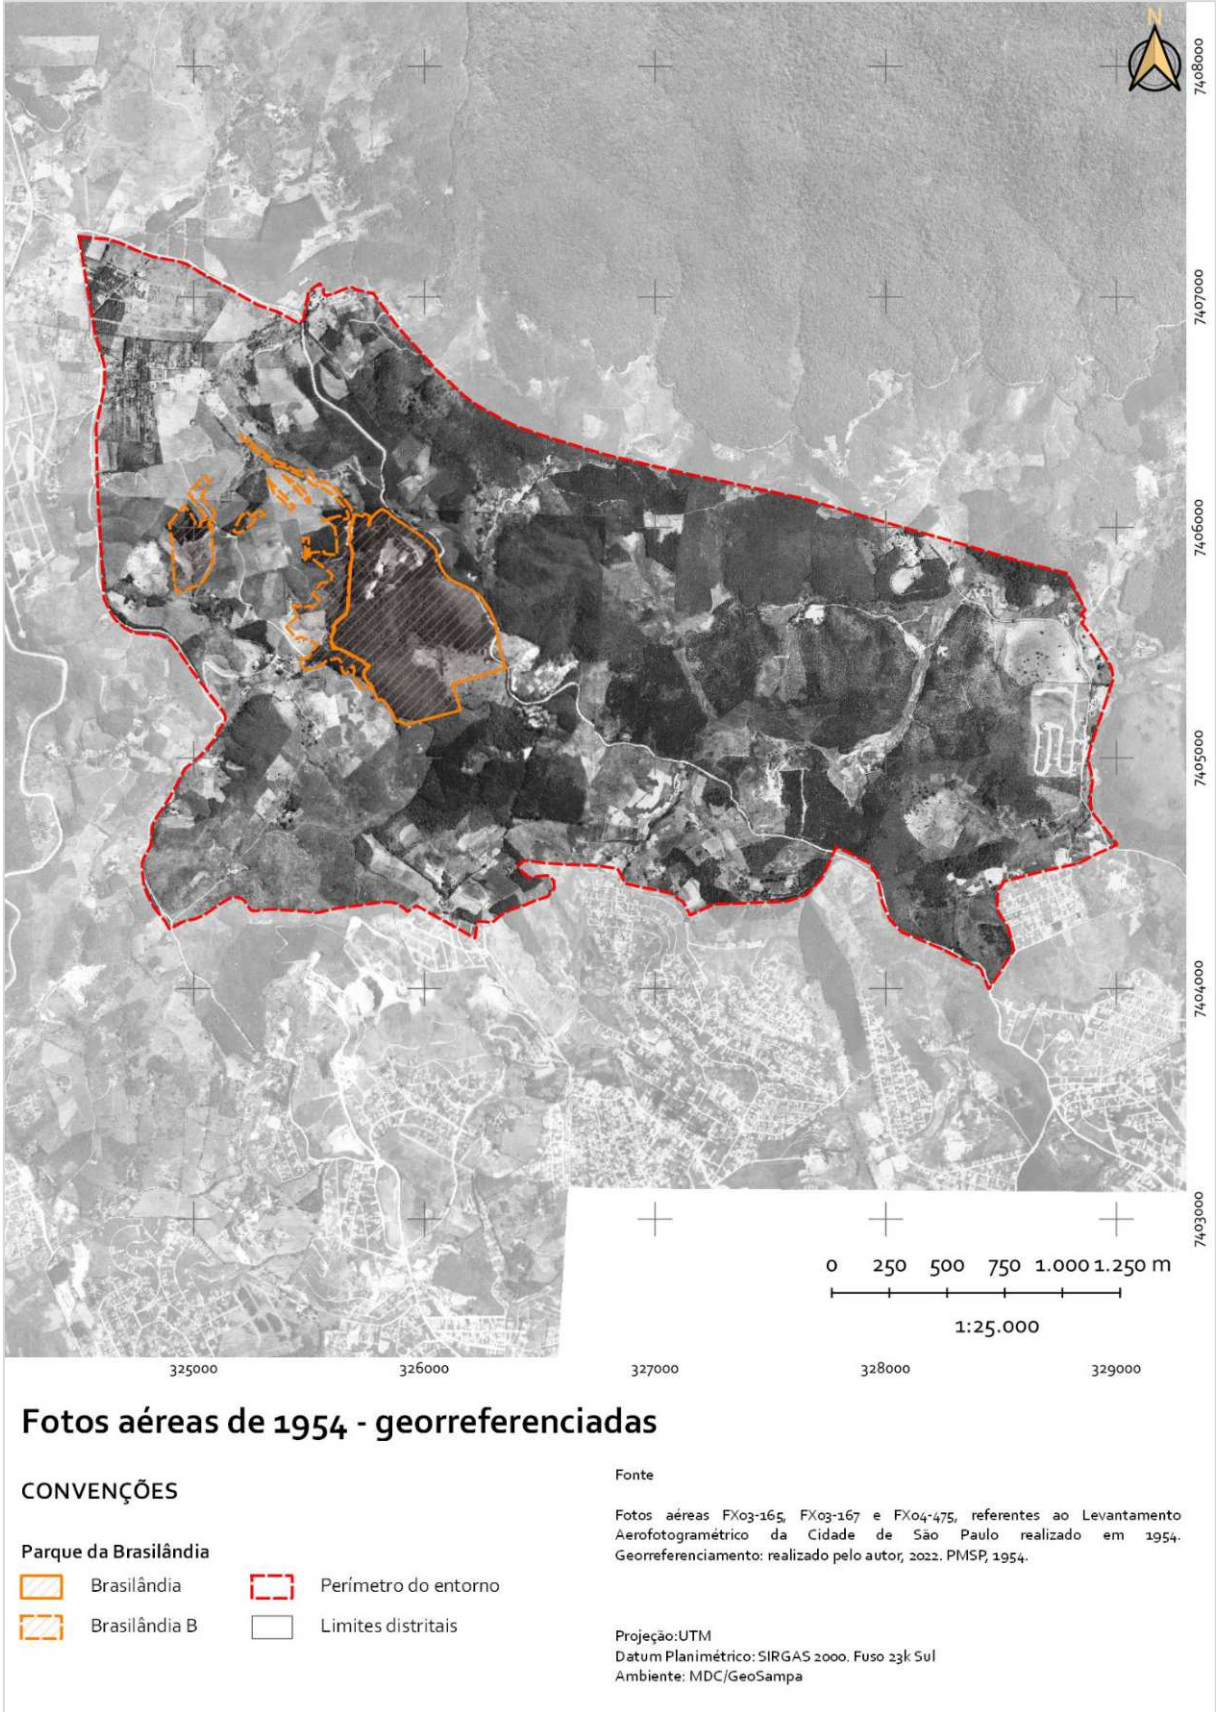 N
7408000
7407000
7406000
7405000
7404000
7403000
0 250 500 750 1.000 1.250 m
1:25.000
325000 326000 327000 328000 329000
Fotos aéreas de 1954 - georreferenciadas
CONVENÇÕES
Parque da Brasilândia
Brasilândia
Brasilândia B
Perímetro do entorno
Limites distritais
Fonte
Fotos aéreas FX03-165, FX03-167 e FX04-475, referentes ao Levantamento
Aerofotogramétrico da Cidade de São Paulo realizado em 1954.
Georreferenciamento: realizado pelo autor, 2022. PMSP, 1954.
Projeção:UTM
Datum Planimétrico: SIRGAS 2000. Fuso 23k Sul
Ambiente: MDC/GeoSampa